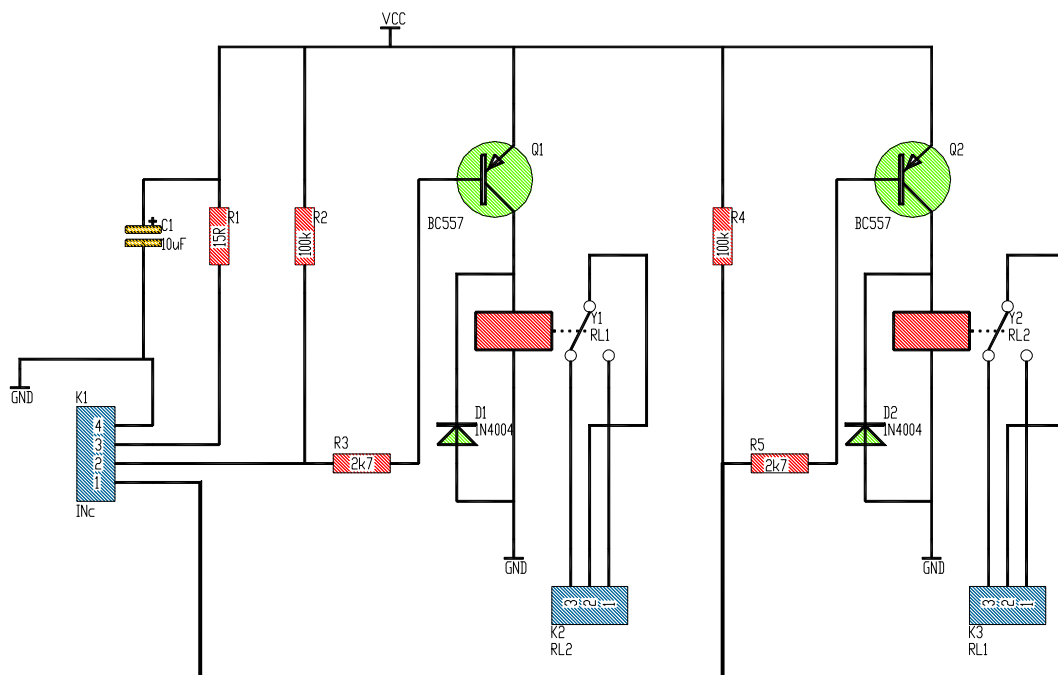 VCC
Q1
Q2
C1
10uF
R1
15R
R2
100k
BC557
R4
100k
BC557
Y1
RL1
Y2
RL2
GND
K1
4
3
2
1
INc
R3
2k7
D1
1N4004
R5
2k7
D2
1N4004
GND
GND
3 2 1
K2
RL2
3 2 1
K3
RL1